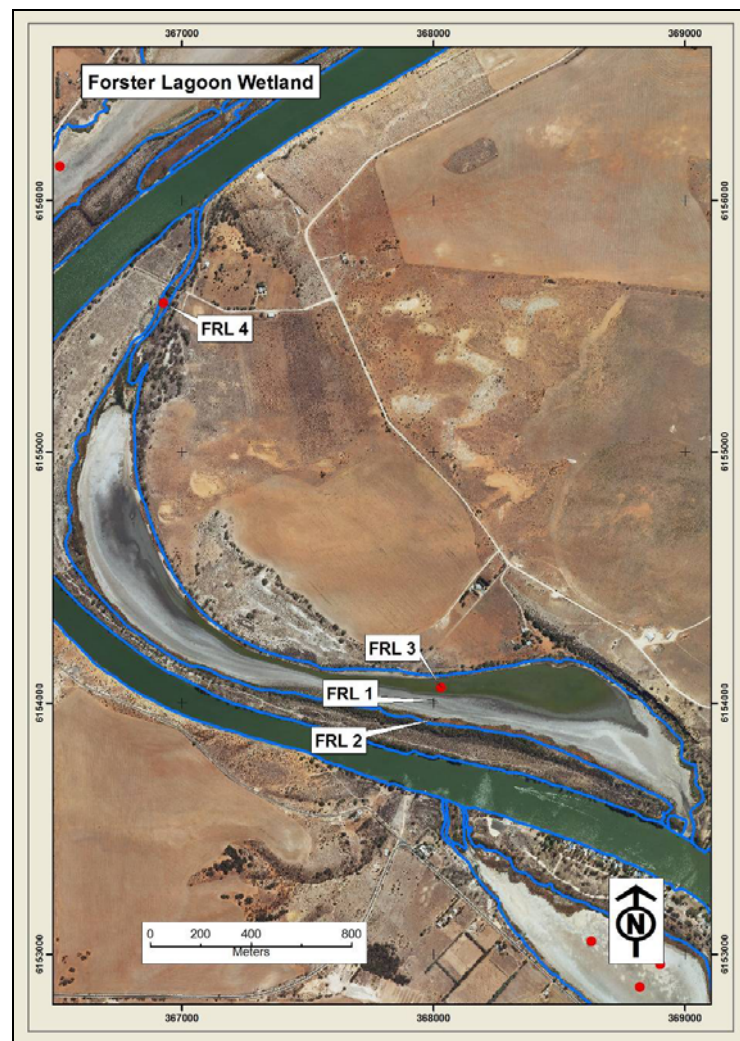 367000 368000 369000
Forster Lagoon Wetland
6156000 6156000
FRL 4
6155000 6155000
FRL 3
6154000 6154000
FRL 1
FRL 2
N
0 200 400 800
Meters
6153000 6153000
367000 368000 369000